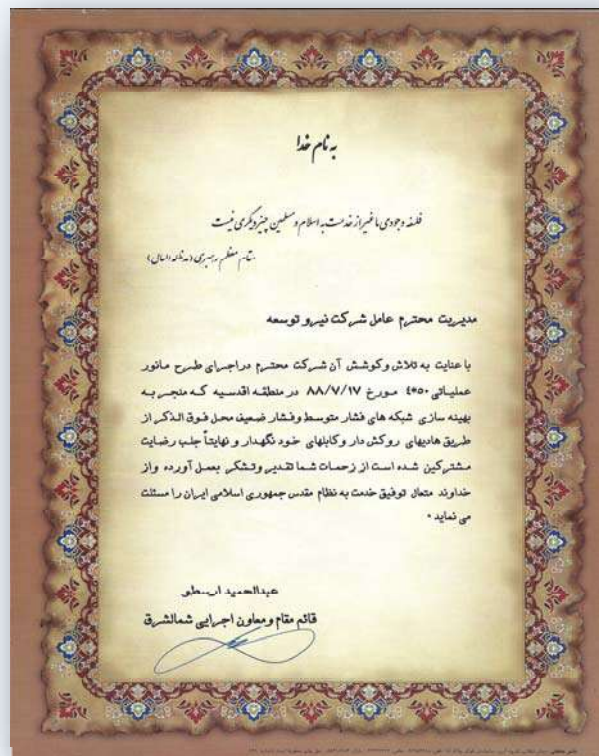 به نام خدا
فلسفه وجودی ما غیر از خدمت به اسلام و مسلمین چیز دیگری نیست
مقام معظم رهبری
مدیریت محترم عامل شرکت نیرو توسعه
با عنایت به تلاش وکوشش آن شرکت محترم دراجرای طرح مانور
عملیاتی ۵۰*۴ مورخ ۸۸/۷/۱۷ در منطقه اقدسیه که منجر به
بهینه سازی شبکه های فشار متوسط وفشار ضعیف محل فوق الذکر از
طریق هادیهای روکش دار وکابلهای خود نگهدار و نهایتاً جلب رضایت
مشترکین شده است از زحمات شما تقدیر وتشکر بعمل آورده واز
خداوند متعال توفیق خدمت به نظام مقدس جمهوری اسلامی ایران را مسئلت
می نماید .
عبدالحمید ارسطو
قائم مقام ومعاون اجرایی شمالشرق